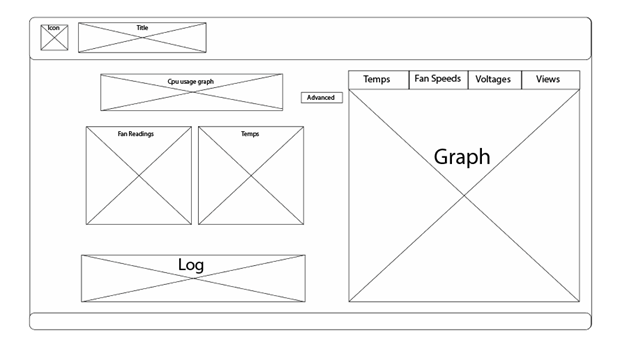 Icon
Title
Cpu usage graph
Advanced
Temps
Fan Speeds
Voltages
Views
Fan Readings
Temps
Graph
Log